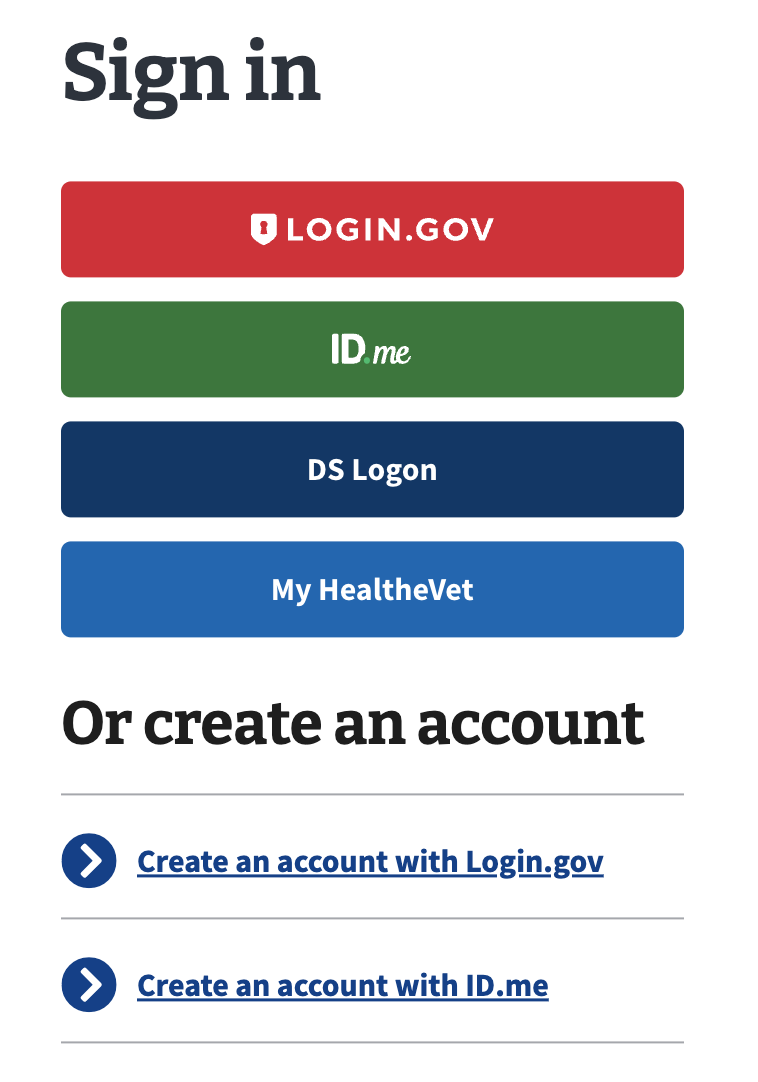 Sign in
LOGIN.GOV
ID.me
DS Logon
My HealtheVet
Or create an account
Create an account with Login.gov
Create an account with ID.me